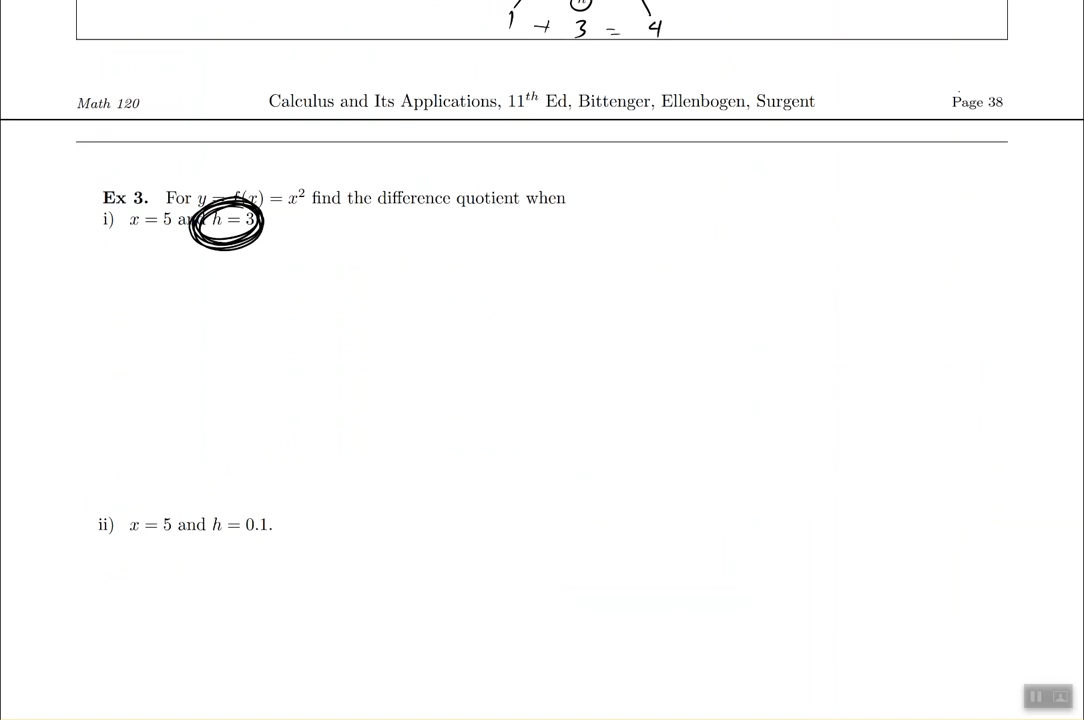 1 + 3 = 4
Math 120 Calculus and Its Applications, 11th Ed, Bittenger, Ellenbogen, Surgent Page 38
Ex 3. For y = f(x) = x² find the difference quotient when
i) x = 5 and h = 3
ii) x = 5 and h = 0.1.